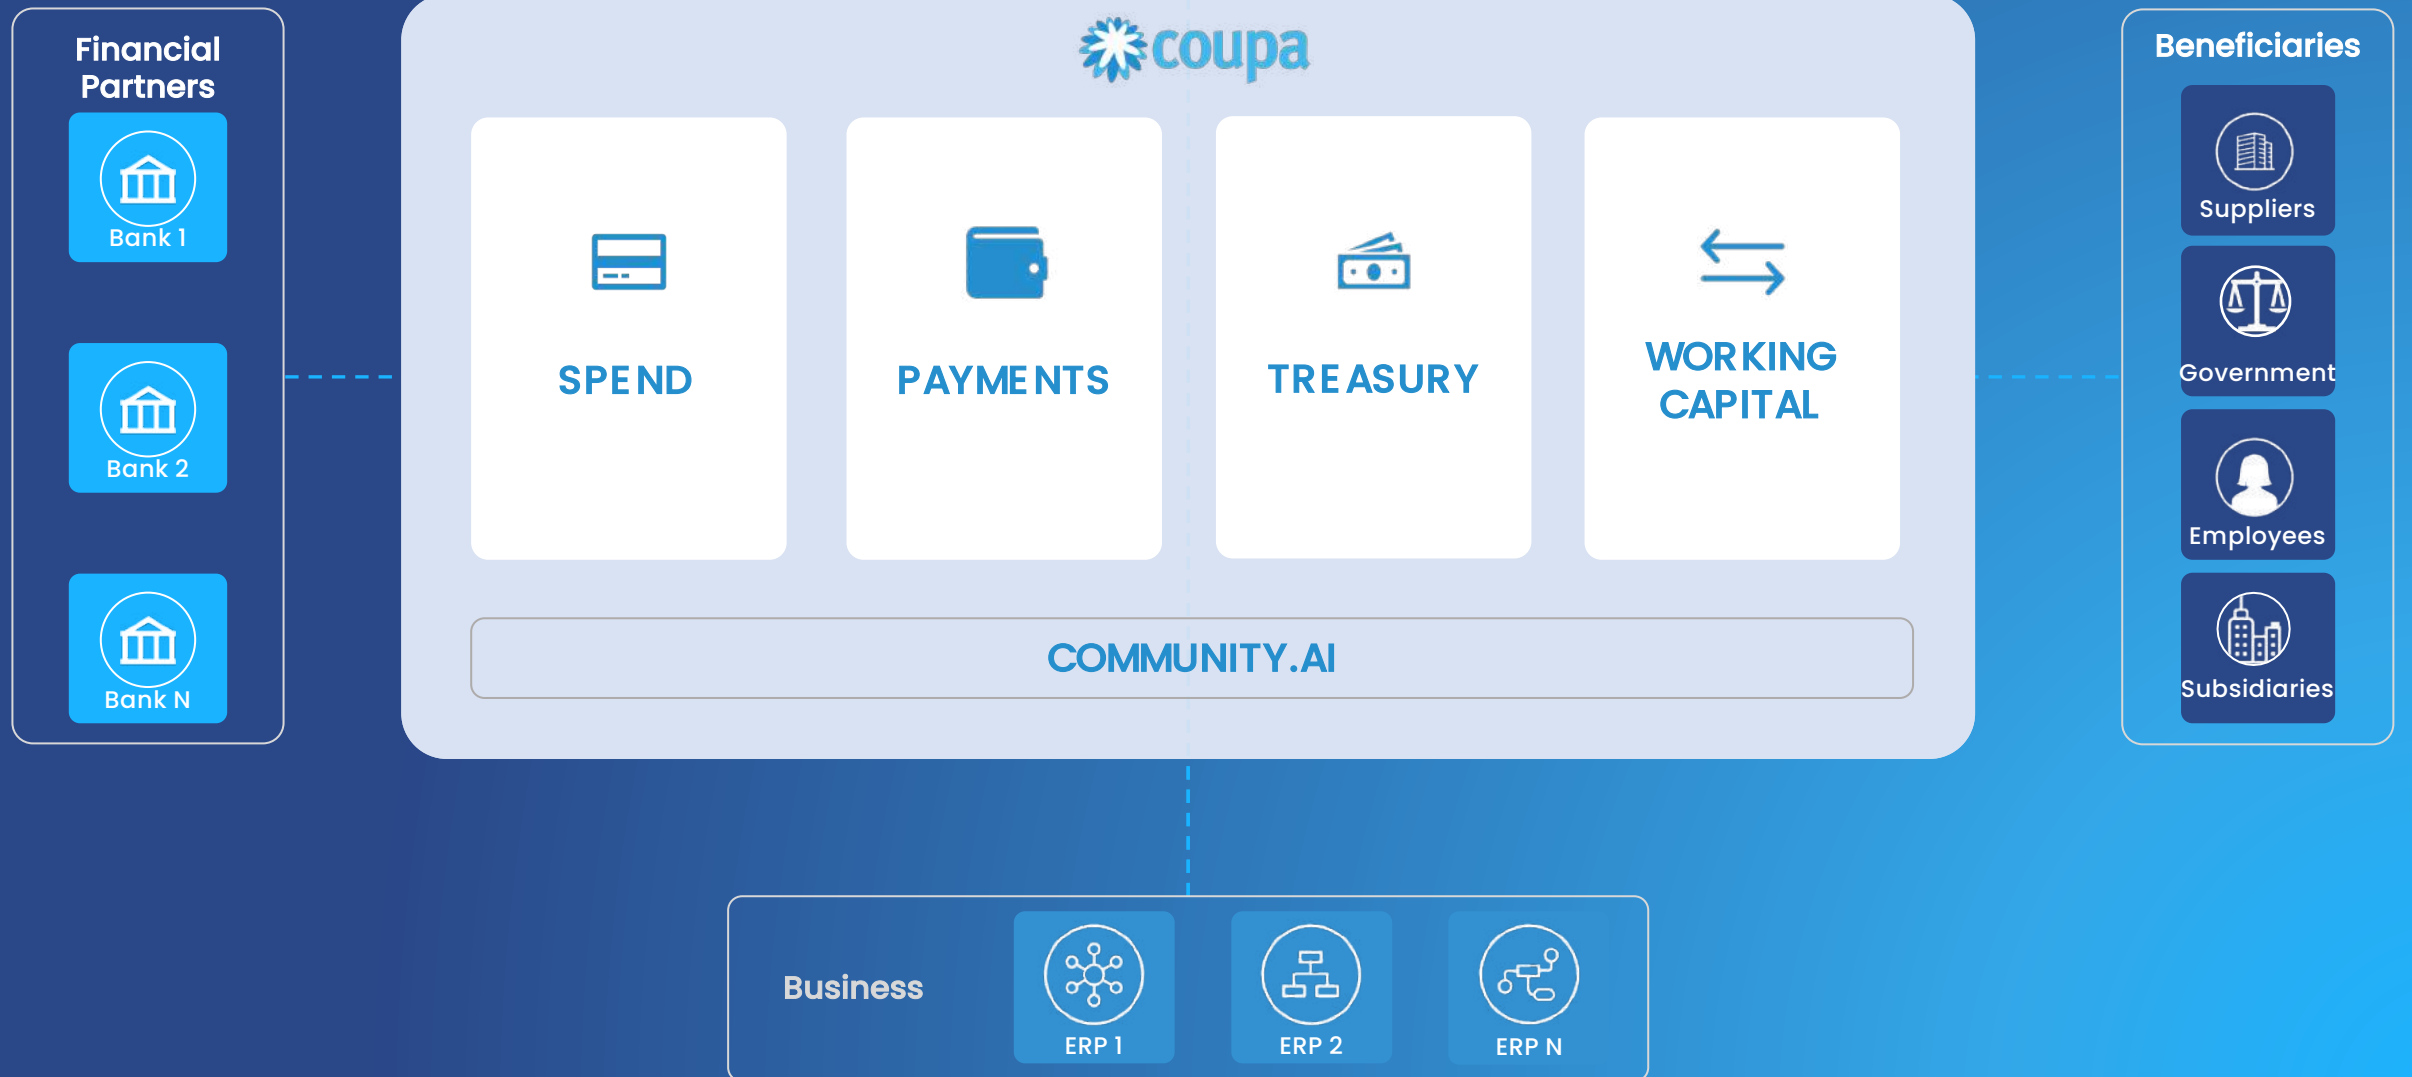 Financial
Partners
Bank 1
Bank 2
Bank N
coupa
SPEND
PAYMENTS
TREASURY
WORKING
CAPITAL
COMMUNITY.AI
Beneficiaries
Suppliers
Government
Employees
Subsidiaries
Business
ERP 1
ERP 2
ERP N